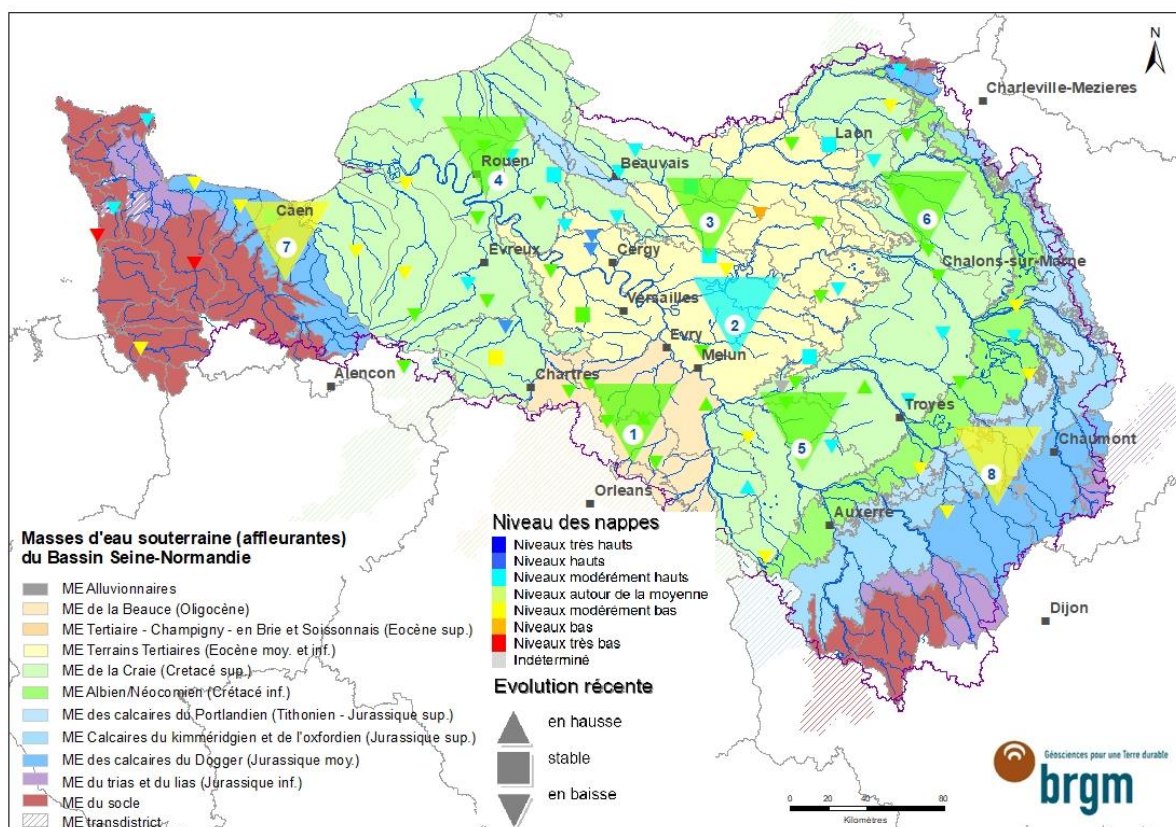 N
Charleville-Mezieres
Laon
Rouen
Beauvais
4
3
6
Caen
7
Evreux
Cergy
Chalons-sur-Marne
Versailles
2
Evry
Melun
Alencon
Chartres
Troyes
1
5
Chaumont
8
Orleans
Auxerre
Dijon
Masses d'eau souterraine (affleurantes)
du Bassin Seine-Normandie
ME Alluvionnaires
ME de la Beauce (Oligocène)
ME Tertiaire - Champigny - en Brie et Soissonnais (Eocène sup.)
ME Terrains Tertiaires (Eocène moy. et inf.)
ME de la Craie (Cretacé sup.)
ME Albien/Néocomien (Crétacé inf.)
ME des calcaires du Portlandien (Tithonien - Jurassique sup.)
ME Calcaires du kimméridgien et de l'oxfordien (Jurassique sup.)
ME des calcaires du Dogger (Jurassique moy.)
ME du trias et du lias (Jurassique inf.)
ME du socle
ME transdistrict
Niveau des nappes
Niveaux très hauts
Niveaux hauts
Niveaux modérément hauts
Niveaux autour de la moyenne
Niveaux modérément bas
Niveaux bas
Niveaux très bas
Indéterminé
Evolution récente
en hausse
stable
en baisse
0 20 40 60 80
Kilomètres
Géosciences pour une Terre durable
brgm